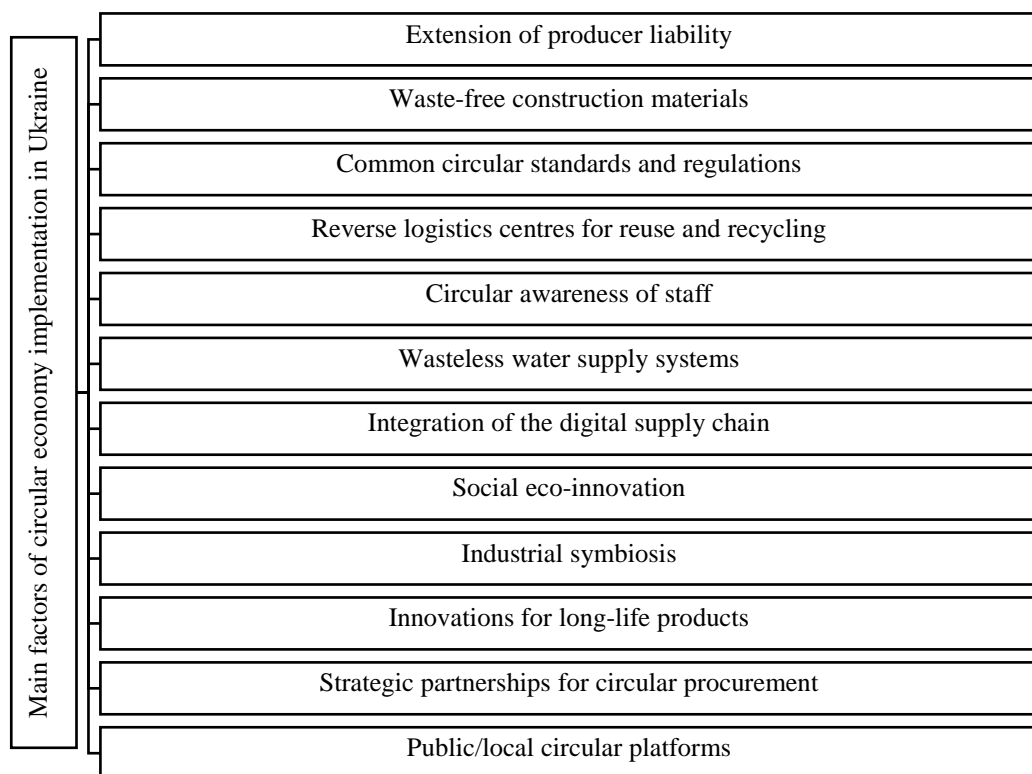 Main factors of circular economy implementation in Ukraine
Extension of producer liability
Waste-free construction materials
Common circular standards and regulations
Reverse logistics centres for reuse and recycling
Circular awareness of staff
Wasteless water supply systems
Integration of the digital supply chain
Social eco-innovation
Industrial symbiosis
Innovations for long-life products
Strategic partnerships for circular procurement
Public/local circular platforms